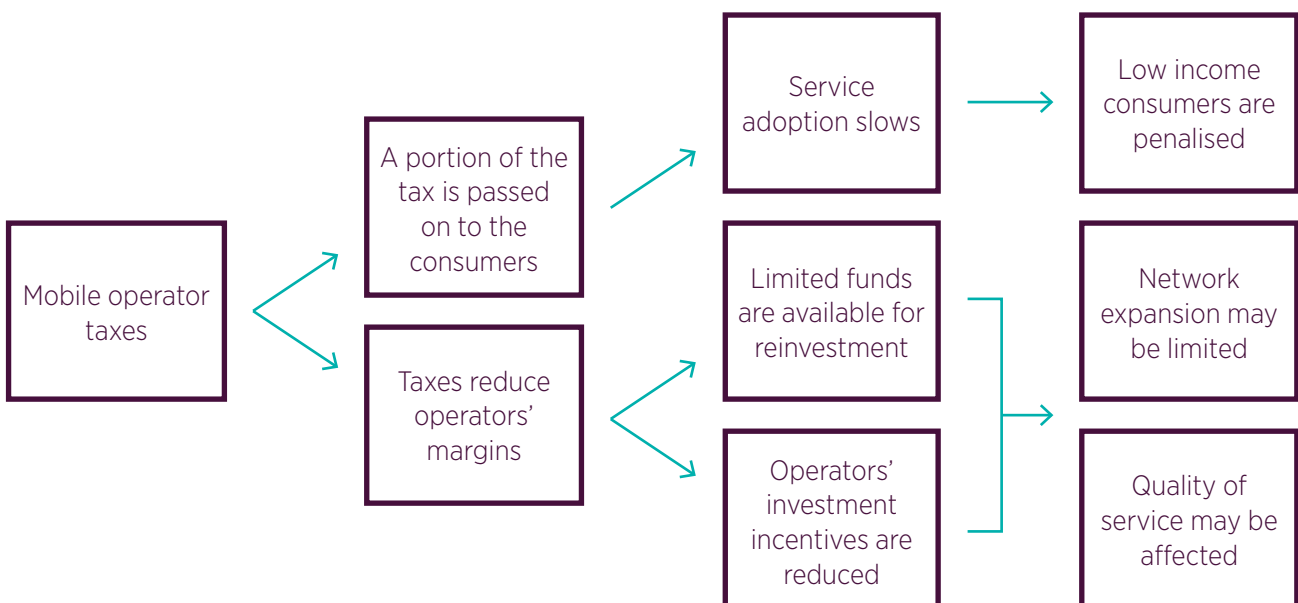 Mobile operator
taxes
A portion of the
tax is passed
on to the
consumers
Taxes reduce
operators’
margins
Service
adoption slows
Limited funds
are available for
reinvestment
Operators’
investment
incentives are
reduced
Low income
consumers are
penalised
Network
expansion may
be limited
Quality of
service may be
affected